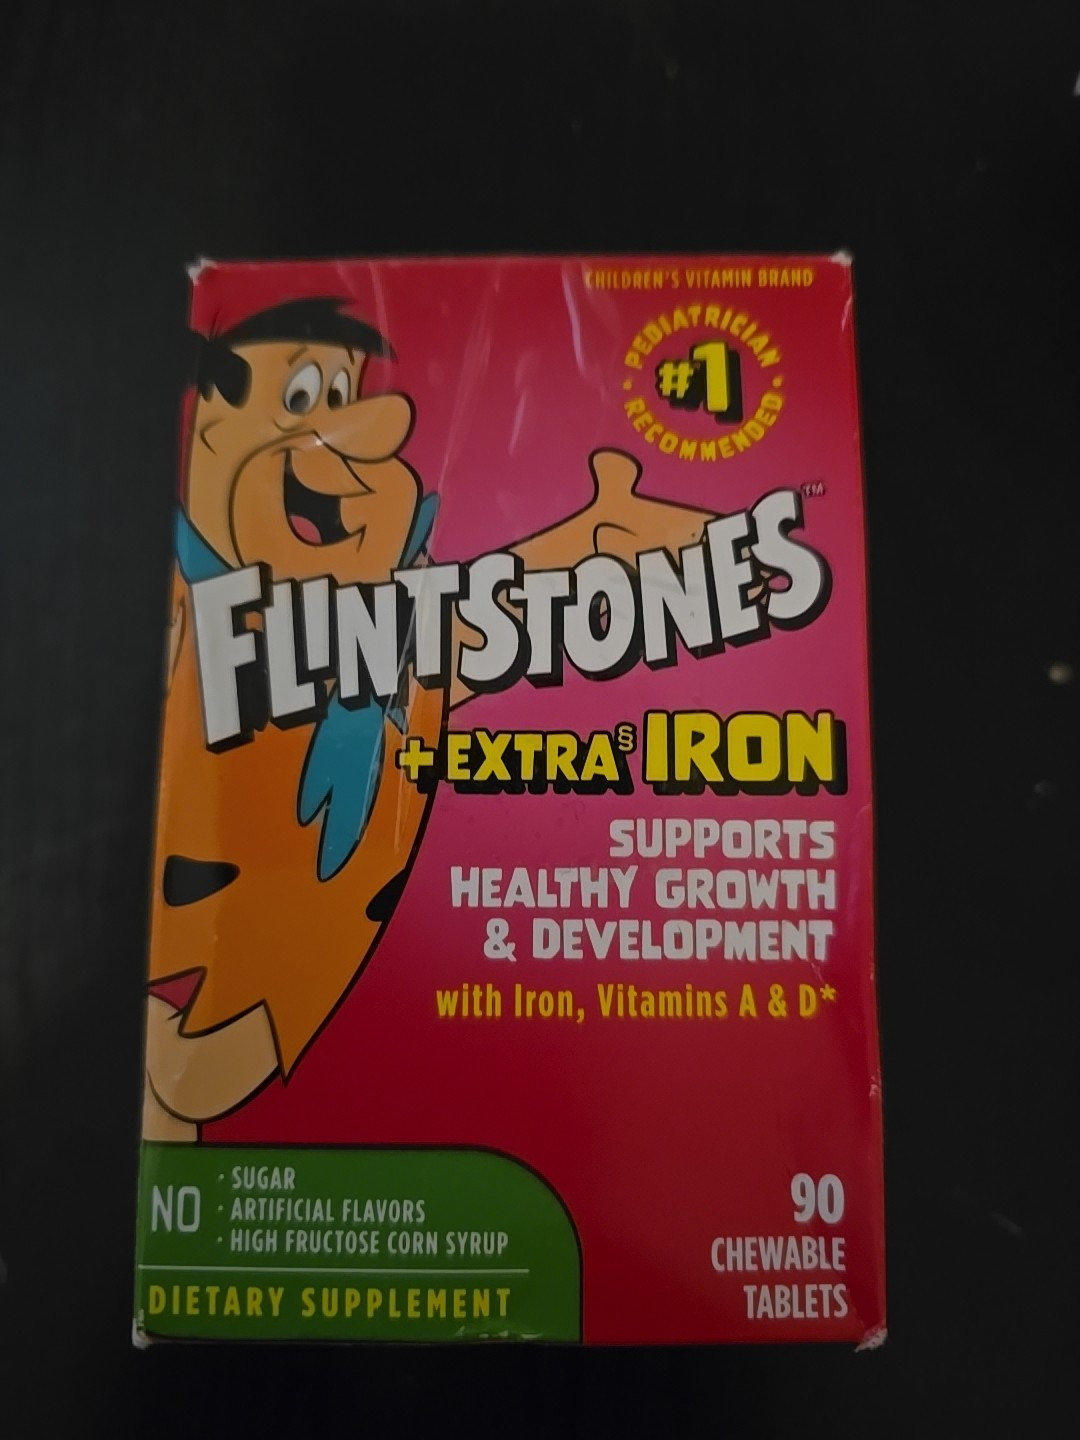 CHILDREN'S VITAMIN BRAND
PEDIATRICIAN
#1
RECOMMENDED
FLINTSTONES™
+ EXTRA§§ IRON
SUPPORTS
HEALTHY GROWTH
& DEVELOPMENT
with Iron, Vitamins A & D*
NO
· SUGAR
· ARTIFICIAL FLAVORS
· HIGH FRUCTOSE CORN SYRUP
DIETARY SUPPLEMENT
90
CHEWABLE
TABLETS